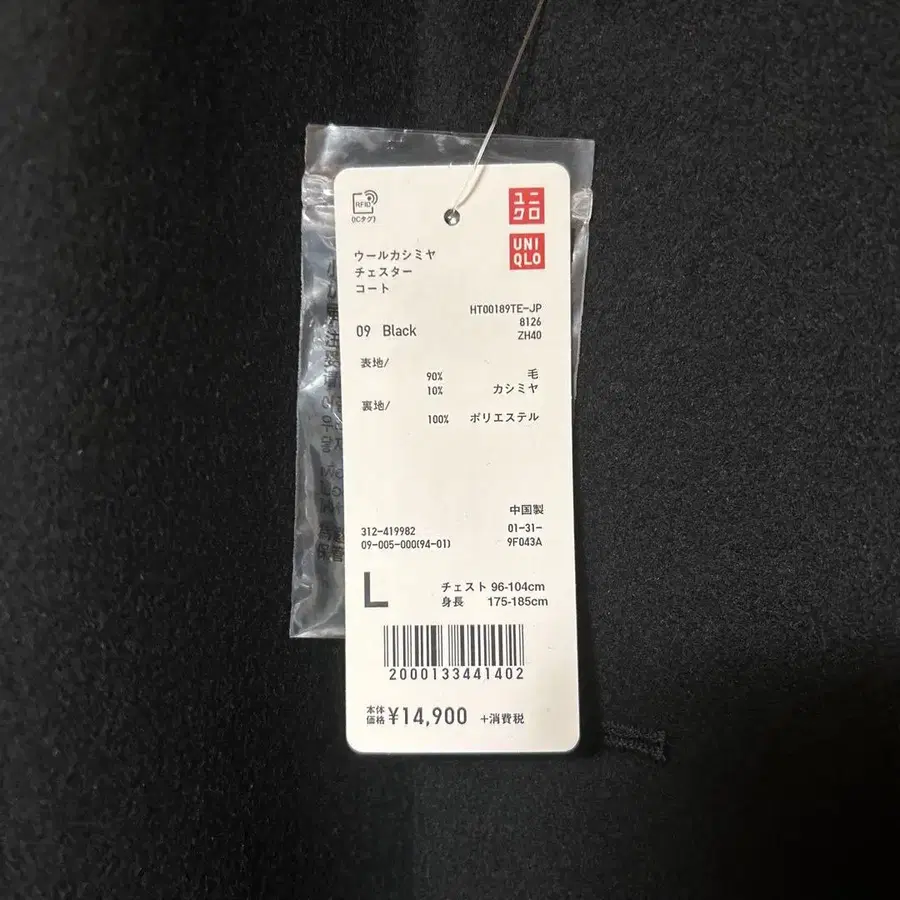 RFID
(ICタグ)
ユニ
クロ
UNI
QLO
ウールカシミヤ
チェスター
コート
HT00189TE-JP
8126
ZH40
09 Black
表地/
90% 毛
10% カシミヤ
裏地/
100% ポリエステル
中国製
312-419982 01-31-
09-005-000(94-01) 9F043A
L
チェスト 96-104cm
身長 175-185cm
2000133441402
本体
価格 ¥14,900 +消費税